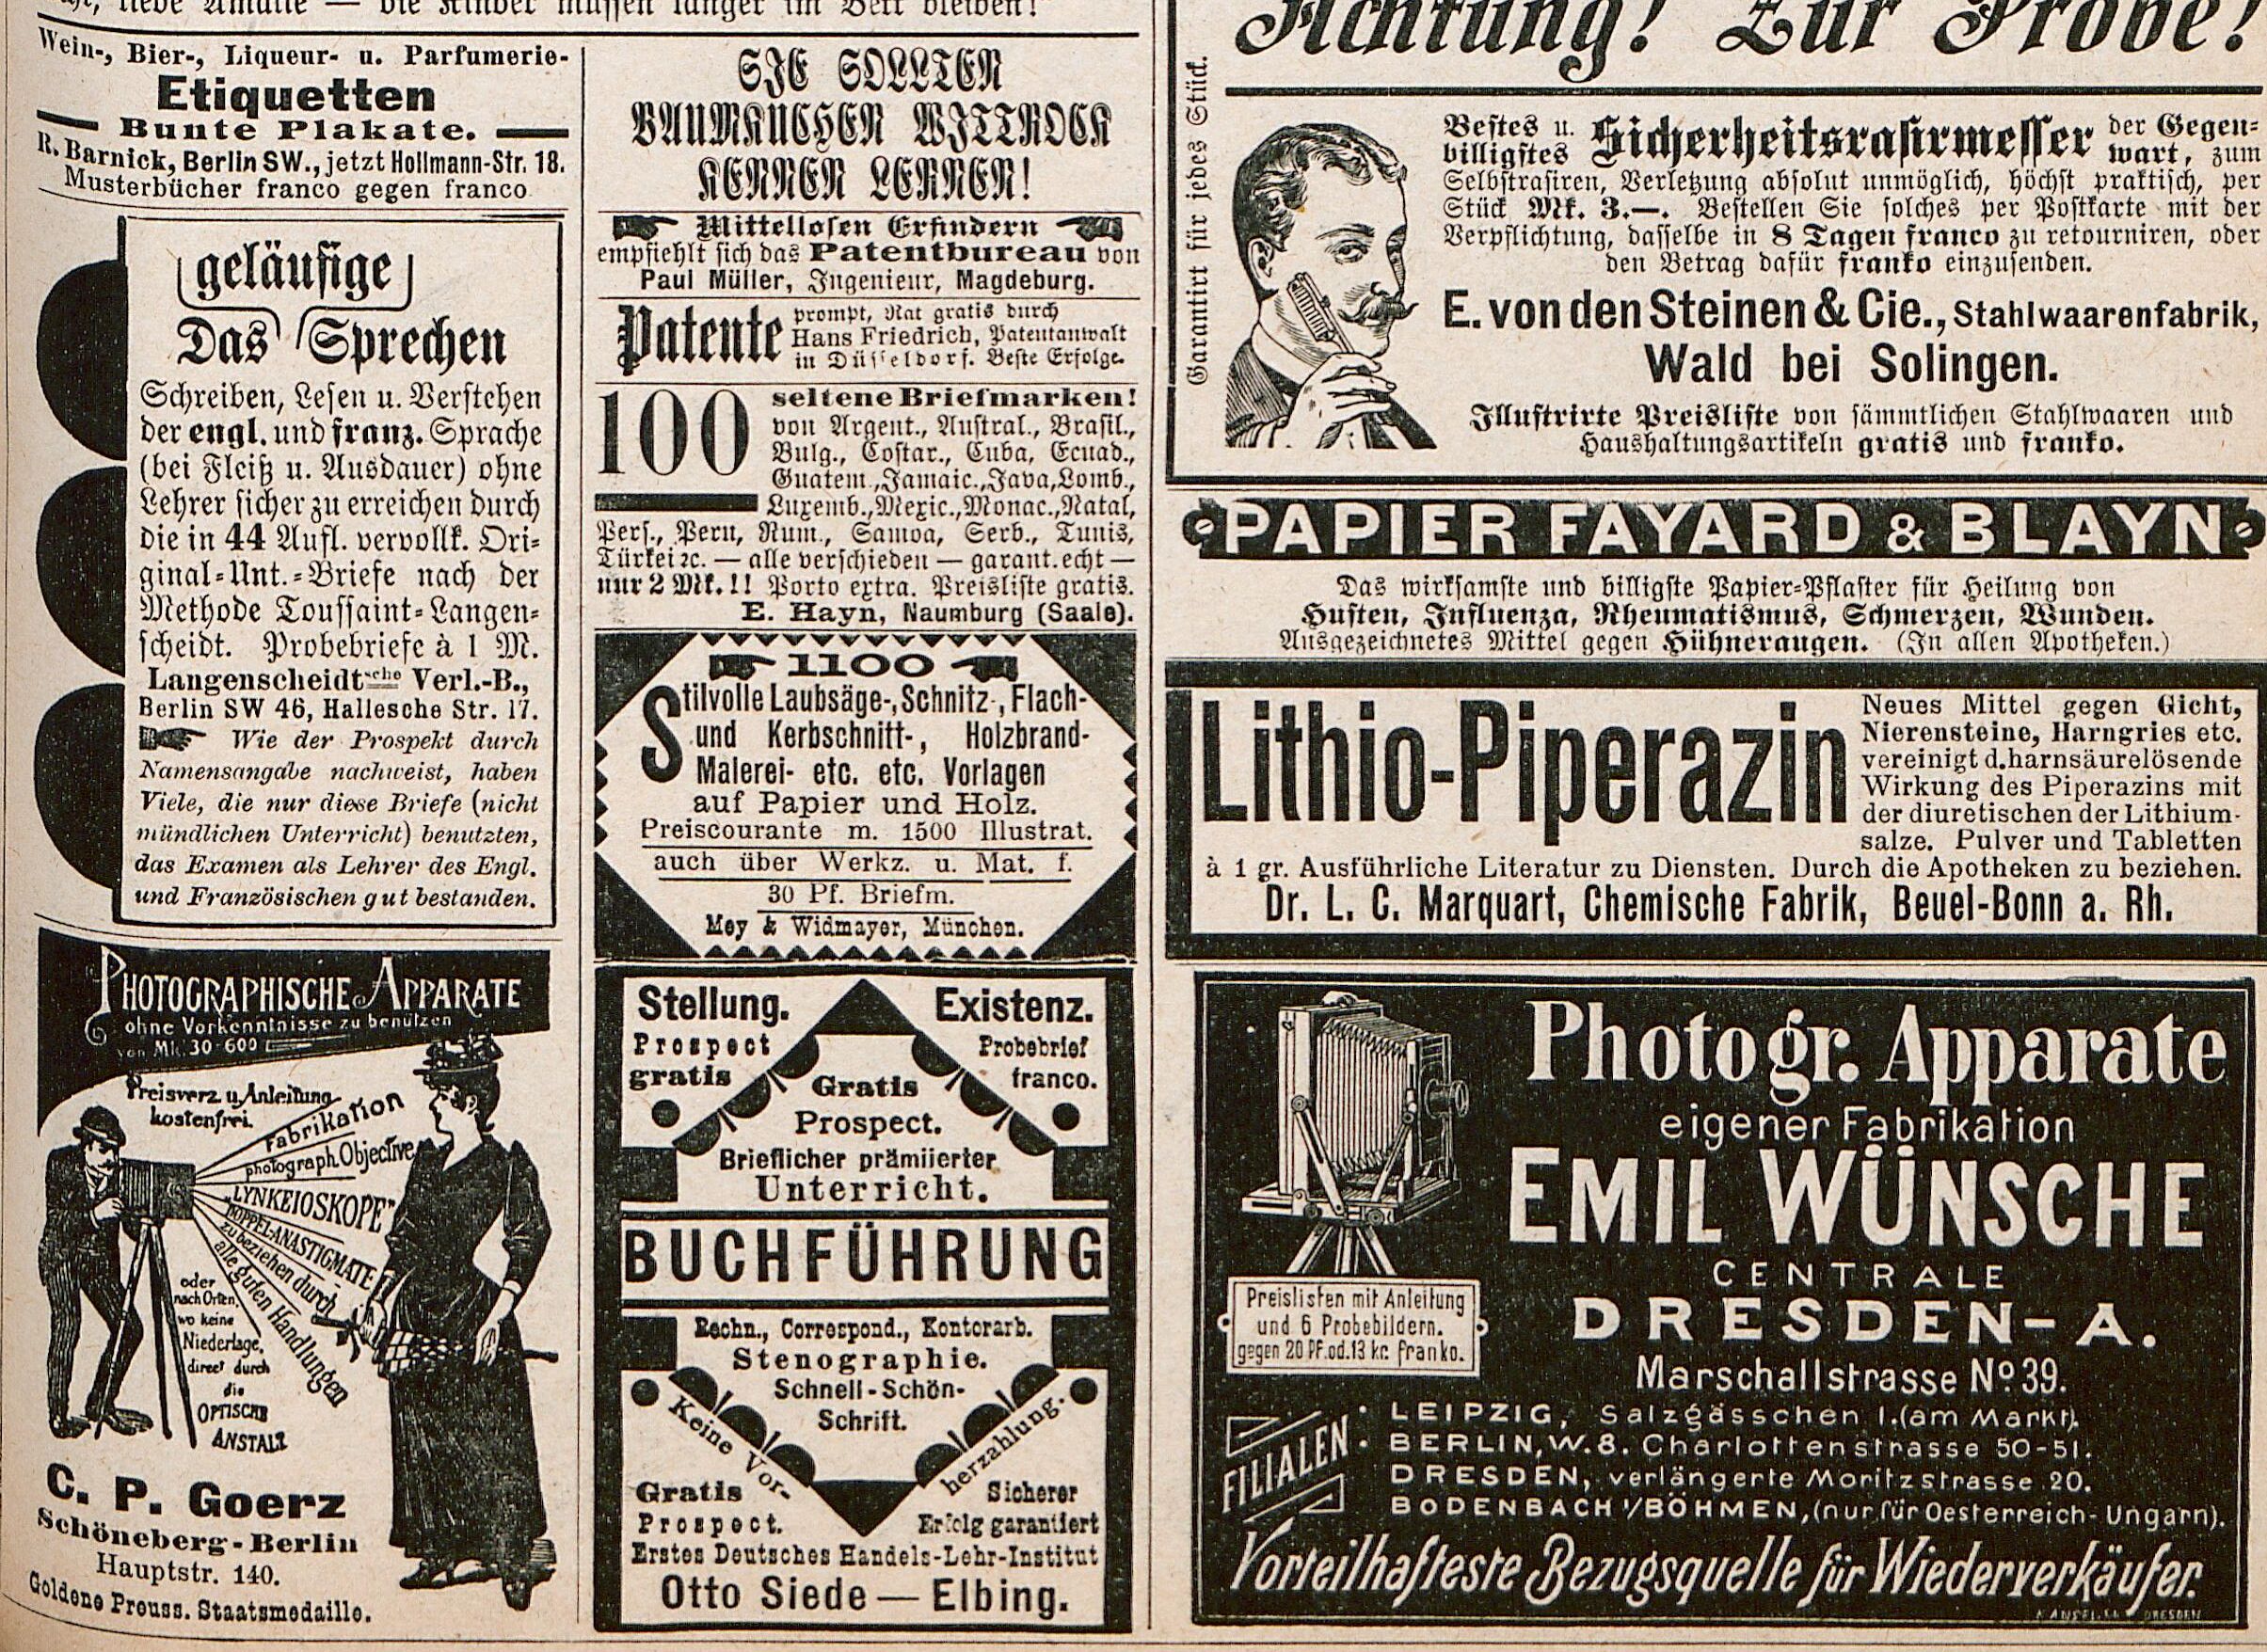 liebe Amalie — die Kinder müssen länger im Bett bleiben!"
Wein-, Bier-, Liqueur- u. Parfumerie-
Etiquetten
Bunte Plakate.
R. Barnick, Berlin SW., jetzt Hollmann-Str. 18.
Musterbücher franco gegen franco
geläufige
Das Sprechen
Schreiben, Lesen u. Verstehen
der engl. und franz. Sprache
(bei Fleiß u. Ausdauer) ohne
Lehrer sicher zu erreichen durch
die in 44 Aufl. vervollk. Ori-
ginal-Unt.-Briefe nach der
Methode Toussaint-Langen-
scheidt. Probebriefe à 1 M.
Langenscheidt'sche Verl.-B.,
Berlin SW 46, Hallesche Str. 17.
Wie der Prospekt durch
Namensangabe nachweist, haben
Viele, die nur diese Briefe (nicht
mündlichen Unterricht) benutzten,
das Examen als Lehrer des Engl.
und Französischen gut bestanden.
PHOTOGRAPHISCHE APPARATE
ohne Vorkenntnisse zu benützen
von Mk. 30-600
Preisverz. u. Anleitung
kostenfrei.
Fabrikation
photograph. Objective
"LYNKEIOSKOPE"
DOPPEL-ANASTIGMATE
zu beziehen durch
alle guten Handlungen
oder
nach Orten,
wo keine
Niederlage,
direct durch
die
OPTISCHE
ANSTALT
C. P. Goerz
Schöneberg-Berlin
Hauptstr. 140.
Goldene Preuss. Staatsmedaille.
SIE SOLLTEN
BAUMKUCHEN WITTROCK
KENNEN LERNEN!
Mittellosen Erfindern
empfiehlt sich das Patentbureau von
Paul Müller, Ingenieur, Magdeburg.
Patente prompt, Rat gratis durch
Hans Friedrich, Patentanwalt
in Düsseldorf. Beste Erfolge.
100 seltene Briefmarken!
von Argent., Austral., Brasil.,
Bulg., Costar., Cuba, Ecuad.,
Guatem., Jamaic., Java, Lomb.,
Luxemb., Mexic., Monac., Natal,
Pers., Peru, Rum., Samoa, Serb., Tunis,
Türkei ꝛc. — alle verschieden — garant. echt —
nur 2 Mk.!! Porto extra. Preisliste gratis.
E. Hayn, Naumburg (Saale).
1100
Stilvolle Laubsäge-, Schnitz-, Flach-
und Kerbschnitt-, Holzbrand-
Malerei- etc. etc. Vorlagen
auf Papier und Holz.
Preiscourante m. 1500 Illustrat.
auch über Werkz. u. Mat. f.
30 Pf. Briefm.
Mey & Widmayer, München.
Stellung. Existenz.
Prospect Probebrief
gratis franco.
Gratis
Prospect.
Brieflicher prämiierter
Unterricht.
BUCHFÜHRUNG
Rechn., Correspond., Kontorarb.
Stenographie.
Schnell-Schön-
Schrift.
Keine Vor-
herzahlung.
Gratis Sicherer
Prospect. Erfolg garantiert
Erstes Deutsches Handels-Lehr-Institut
Otto Siede — Elbing.
Achtung! Zur Probe!
Garantirt für jedes Stück.
Bestes u. billigstes Sicherheitsrasirmesser der Gegen-
wart, zum
Selbstrasiren, Verletzung absolut unmöglich, höchst praktisch, per
Stück Mk. 3.—. Bestellen Sie solches per Postkarte mit der
Verpflichtung, dasselbe in 8 Tagen franco zu retourniren, oder
den Betrag dafür franko einzusenden.
E. von den Steinen & Cie., Stahlwaarenfabrik,
Wald bei Solingen.
Illustrirte Preisliste von sämmtlichen Stahlwaaren und
Haushaltungsartikeln gratis und franko.
PAPIER FAYARD & BLAYN
Das wirksamste und billigste Papier-Pflaster für Heilung von
Husten, Influenza, Rheumatismus, Schmerzen, Wunden.
Ausgezeichnetes Mittel gegen Hühneraugen. (In allen Apotheken.)
Lithio-Piperazin
Neues Mittel gegen Gicht,
Nierensteine, Harngries etc.
vereinigt d. harnsäurelösende
Wirkung des Piperazins mit
der diuretischen der Lithium-
salze. Pulver und Tabletten
à 1 gr. Ausführliche Literatur zu Diensten. Durch die Apotheken zu beziehen.
Dr. L. C. Marquart, Chemische Fabrik, Beuel-Bonn a. Rh.
Photogr. Apparate
eigener Fabrikation
EMIL WÜNSCHE
CENTRALE
DRESDEN-A.
Marschallstrasse No 39.
Preislisten mit Anleitung
und 6 Probebildern.
gegen 20 Pf. od. 13 kr. franko.
FILIALEN
LEIPZIG, Salzgässchen 1. (am Markt).
BERLIN, W. 8. Charlottenstrasse 50-51.
DRESDEN, verlängerte Moritzstrasse 20.
BODENBACH i/BÖHMEN, (nur für Oesterreich-Ungarn).
Vorteilhafteste Bezugsquelle für Wiederverkäufer.
DRESDEN